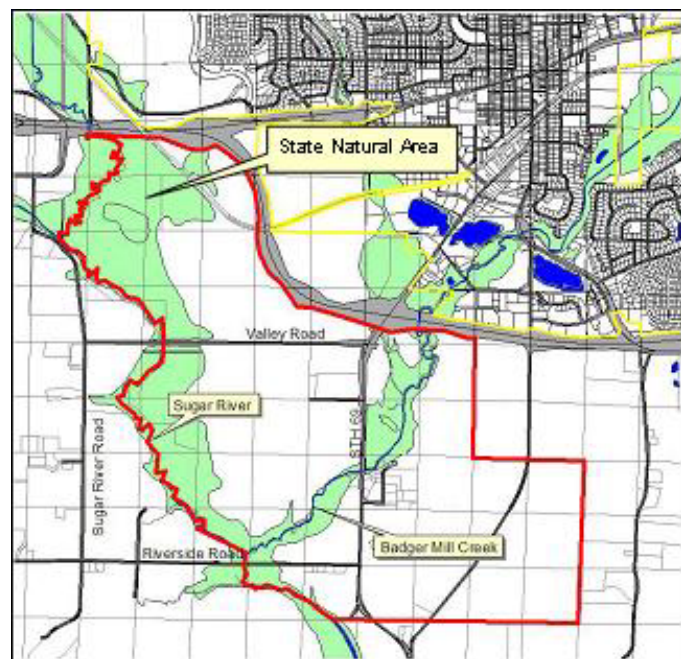 State Natural Area
Valley Road
Sugar River
STH 69
Sugar River Road
Riverside Road
Badger Mill Creek